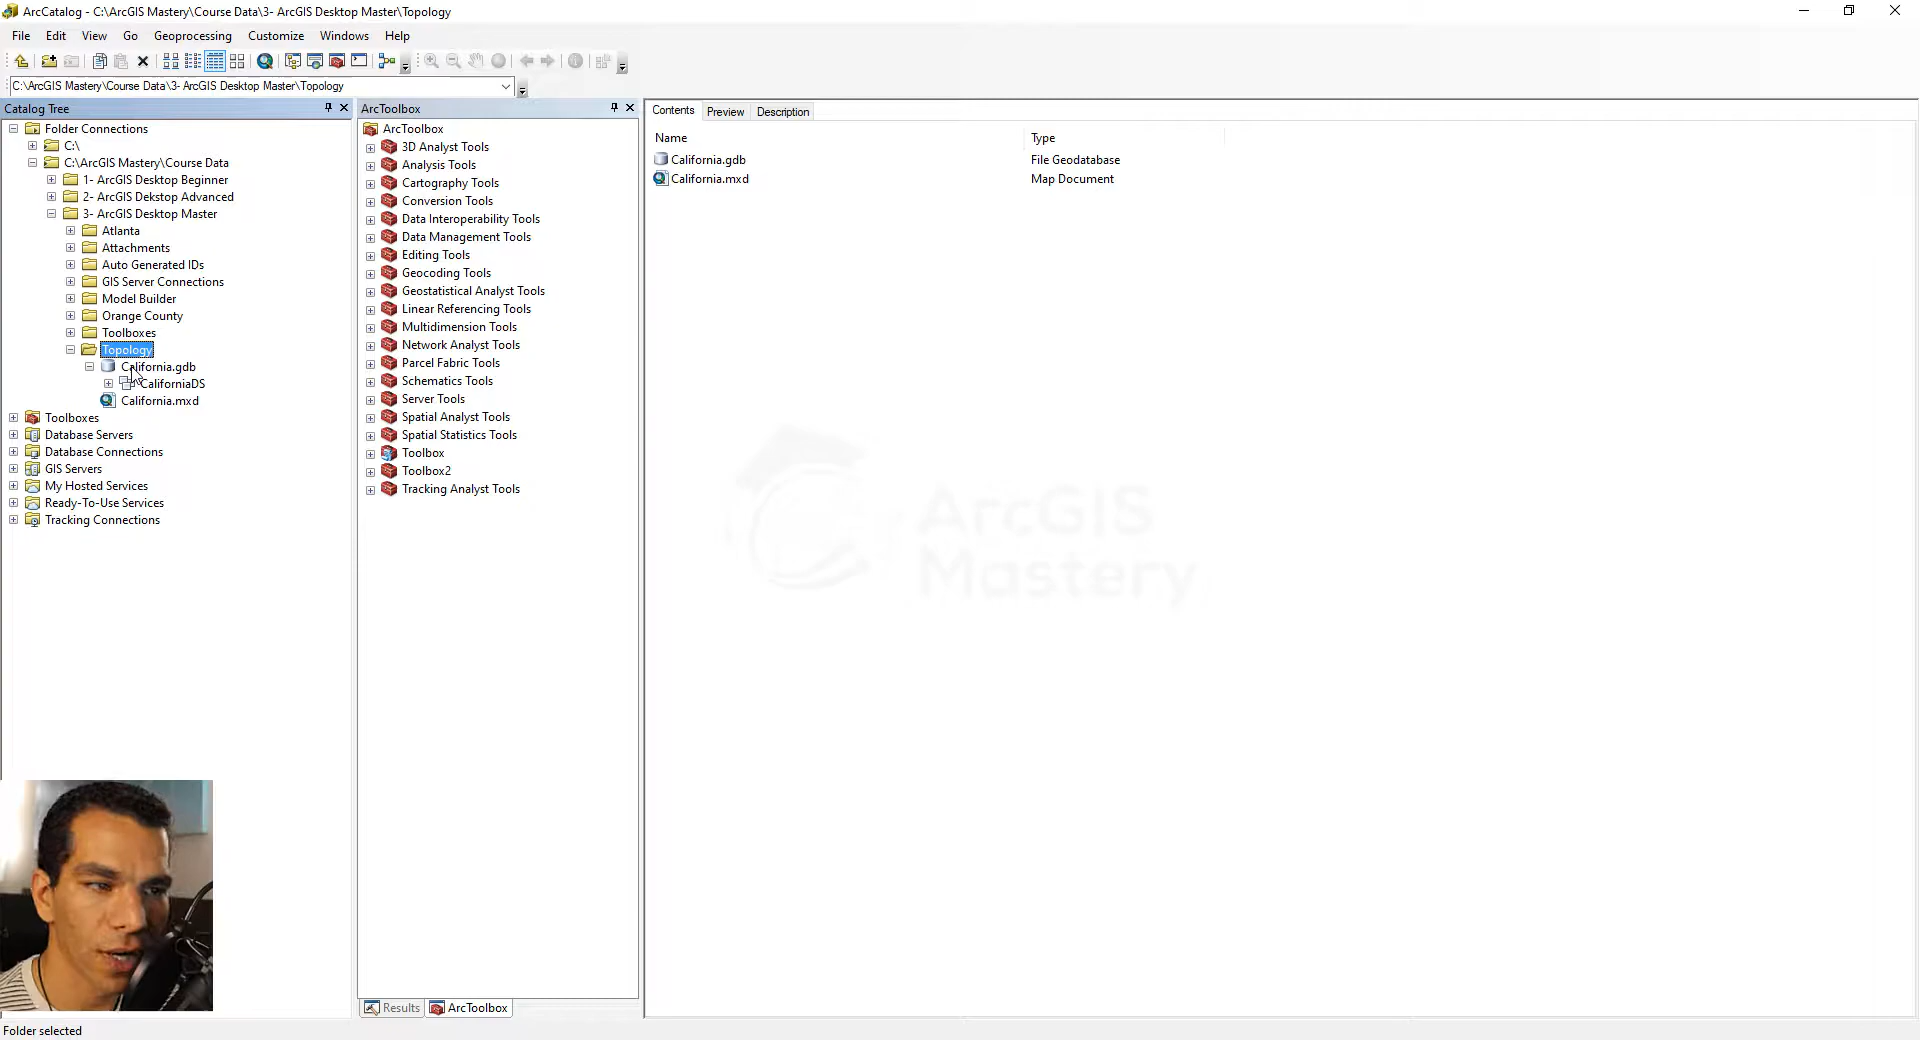 ArcCatalog - C:\ArcGIS Mastery\Course Data\3- ArcGIS Desktop Master\Topology
File Edit View Go Geoprocessing Customize Windows Help
C:\ArcGIS Mastery\Course Data\3- ArcGIS Desktop Master\Topology
Catalog Tree
Folder Connections
C:\
C:\ArcGIS Mastery\Course Data
1- ArcGIS Desktop Beginner
2- ArcGIS Dekstop Advanced
3- ArcGIS Desktop Master
Atlanta
Attachments
Auto Generated IDs
GIS Server Connections
Model Builder
Orange County
Toolboxes
Topology
California.gdb
CaliforniaDS
California.mxd
Toolboxes
Database Servers
Database Connections
GIS Servers
My Hosted Services
Ready-To-Use Services
Tracking Connections
ArcToolbox
ArcToolbox
3D Analyst Tools
Analysis Tools
Cartography Tools
Conversion Tools
Data Interoperability Tools
Data Management Tools
Editing Tools
Geocoding Tools
Geostatistical Analyst Tools
Linear Referencing Tools
Multidimension Tools
Network Analyst Tools
Parcel Fabric Tools
Schematics Tools
Server Tools
Spatial Analyst Tools
Spatial Statistics Tools
Toolbox
Toolbox2
Tracking Analyst Tools
Results ArcToolbox
Contents Preview Description
Name Type
California.gdb File Geodatabase
California.mxd Map Document
ArcGIS
Mastery
Folder selected